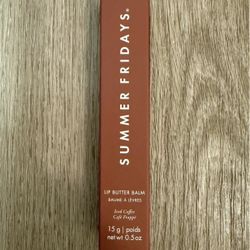 SUMMER FRIDAYS®
LIP BUTTER BALM
BAUME À LÈVRES
Iced Coffee
Café Frappé
15 g | poids
net wt 0.5 oz